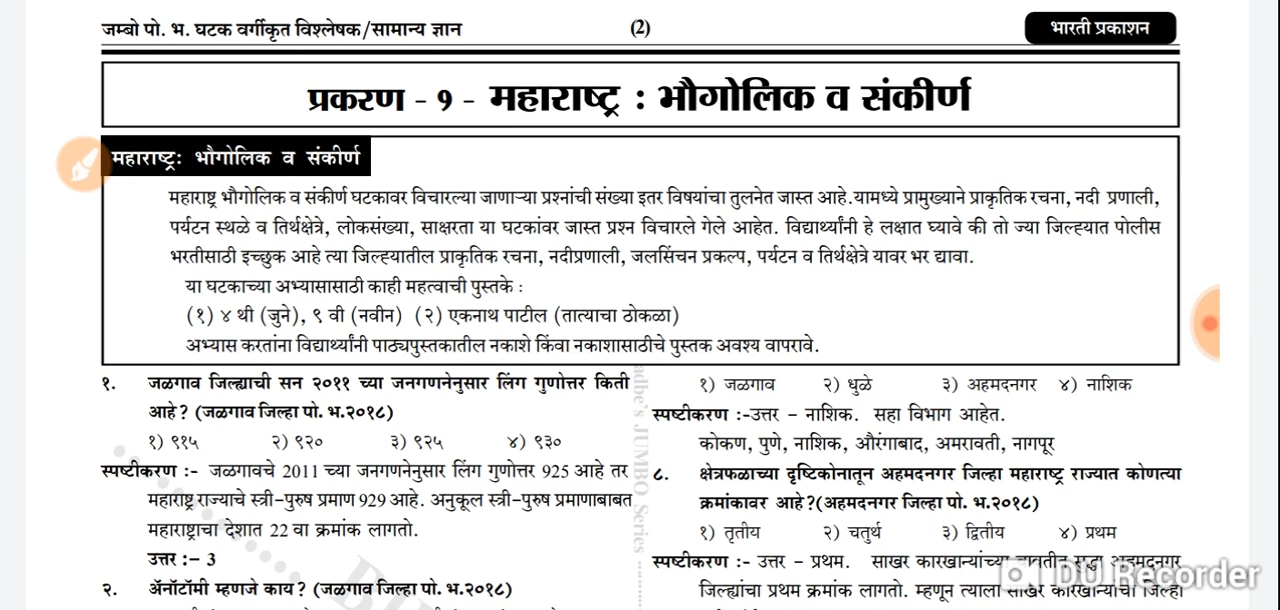 जम्बो पो. भ. घटक वर्गीकृत विश्लेषक/सामान्य ज्ञान (2) भारती प्रकाशन
प्रकरण - १ - महाराष्ट्र : भौगोलिक व संकीर्ण
महाराष्ट्र: भौगोलिक व संकीर्ण
महाराष्ट्र भौगोलिक व संकीर्ण घटकावर विचारल्या जाणाऱ्या प्रश्नांची संख्या इतर विषयांचा तुलनेत जास्त आहे.यामध्ये प्रामुख्याने प्राकृतिक रचना, नदी प्रणाली,
पर्यटन स्थळे व तिर्थक्षेत्रे, लोकसंख्या, साक्षरता या घटकांवर जास्त प्रश्न विचारले गेले आहेत. विद्यार्थ्यांनी हे लक्षात घ्यावे की तो ज्या जिल्ह्यात पोलीस
भरतीसाठी इच्छुक आहे त्या जिल्ह्यातील प्राकृतिक रचना, नदीप्रणाली, जलसिंचन प्रकल्प, पर्यटन व तिर्थक्षेत्रे यावर भर द्यावा.
या घटकाच्या अभ्यासासाठी काही महत्वाची पुस्तके :
(१) ४ थी (जुने), ९ वी (नवीन) (२) एकनाथ पाटील (तात्याचा ठोकळा)
अभ्यास करतांना विद्यार्थ्यांनी पाठ्यपुस्तकातील नकाशे किंवा नकाशासाठीचे पुस्तक अवश्य वापरावे.
१. जळगाव जिल्ह्याची सन २०११ च्या जनगणनेनुसार लिंग गुणोत्तर किती
आहे? (जळगाव जिल्हा पो. भ.२०१८)
१) ९१५ २) ९२० ३) ९२५ ४) ९३०
स्पष्टीकरण :- जळगावचे 2011 च्या जनगणनेनुसार लिंग गुणोत्तर 925 आहे तर
महाराष्ट्र राज्याचे स्त्री-पुरुष प्रमाण 929 आहे. अनुकूल स्त्री-पुरुष प्रमाणाबाबत
महाराष्ट्राचा देशात 22 वा क्रमांक लागतो.
उत्तर :- 3
२. ॲनॉटॉमी म्हणजे काय? (जळगाव जिल्हा पो. भ.२०१८)
adbe's JUMBO Series
१) जळगाव २) धुळे ३) अहमदनगर ४) नाशिक
स्पष्टीकरण :-उत्तर - नाशिक. सहा विभाग आहेत.
कोकण, पुणे, नाशिक, औरंगाबाद, अमरावती, नागपूर
८. क्षेत्रफळाच्या दृष्टिकोनातून अहमदनगर जिल्हा महाराष्ट्र राज्यात कोणत्या
क्रमांकावर आहे?(अहमदनगर जिल्हा पो. भ.२०१८)
१) तृतीय २) चतुर्थ ३) द्वितीय ४) प्रथम
स्पष्टीकरण :- उत्तर - प्रथम. साखर कारखान्यांच्या बाबतीत सुद्धा अहमदनगर
जिल्ह्यांचा प्रथम क्रमांक लागतो. म्हणून त्याला साखर कारखान्यांचा जिल्हा
DU Recorder